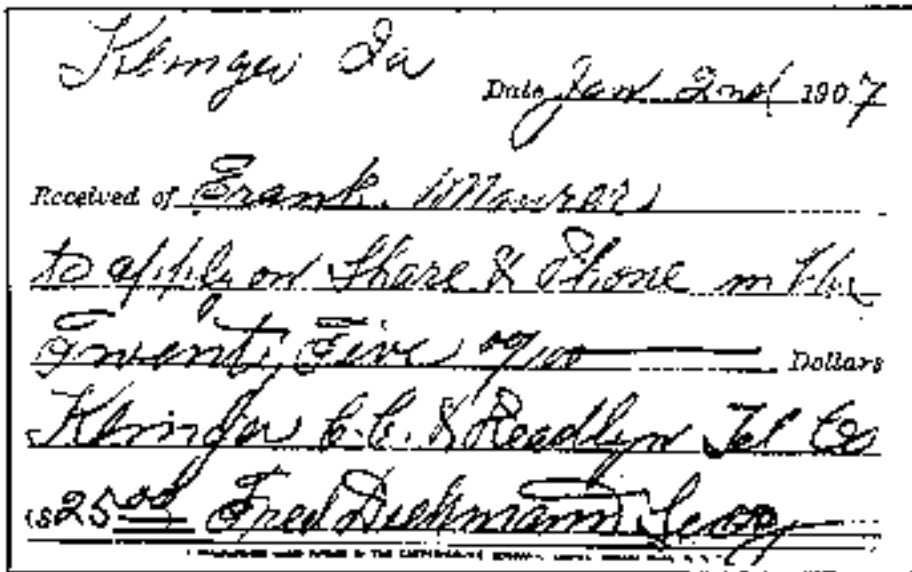 Klinger Ia
Date Jan 2nd 1907
Received of Frank Maurer
to apply on Share & Phone in the
Twenty Five 00/100 Dollars
Klinger C.C. & Readlyn Tel Co
($25.00 Fred Diekmann Secy